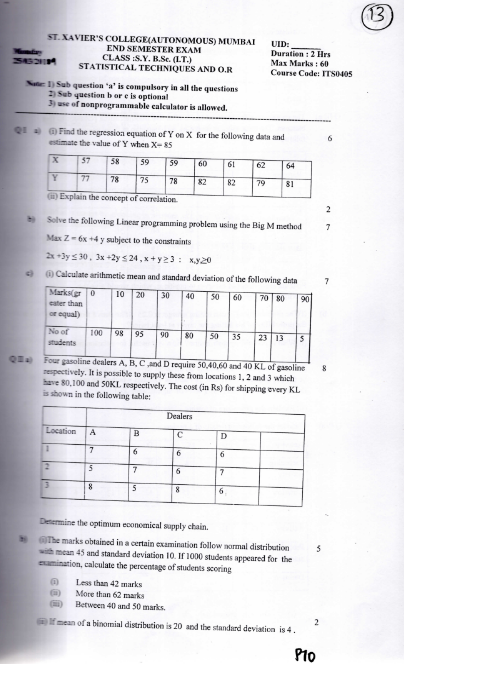 13
ST. XAVIER'S COLLEGE(AUTONOMOUS) MUMBAI
END SEMESTER EXAM
CLASS :S.Y. B.Sc. (I.T.)
STATISTICAL TECHNIQUES AND O.R
UID:
Duration : 2 Hrs
Max Marks : 60
Course Code: ITS0405
Monday
Note: 1) Sub question 'a' is compulsory in all the questions
2) Sub question b or c is optional
3) use of nonprogrammable calculator is allowed.
Q I a) (i) Find the regression equation of Y on X for the following data and 6
estimate the value of Y when X= 85
X 57 58 59 59 60 61 62 64
Y 77 78 75 78 82 82 79 81
(ii) Explain the concept of correlation. 2
b) Solve the following Linear programming problem using the Big M method 7
Max Z = 6x +4 y subject to the constraints
2x +3y ≤ 30 , 3x +2y ≤ 24 , x + y ≥ 3 : x,y≥0
c) (i) Calculate arithmetic mean and standard deviation of the following data 7
Marks(gr 0 10 20 30 40 50 60 70 80 90
eater than
or equal)
No of 100 98 95 90 80 50 35 23 13 5
students
Q II a) Four gasoline dealers A, B, C ,and D require 50,40,60 and 40 KL of gasoline 8
respectively. It is possible to supply these from locations 1, 2 and 3 which
have 80,100 and 50KL respectively. The cost (in Rs) for shipping every KL
is shown in the following table:
Dealers
Location A B C D
1 7 6 6 6
2 5 7 6 7
3 8 5 8 6
Determine the optimum economical supply chain.
b) (i)The marks obtained in a certain examination follow normal distribution 5
with mean 45 and standard deviation 10. If 1000 students appeared for the
examination, calculate the percentage of students scoring
(i) Less than 42 marks
(ii) More than 62 marks
(iii) Between 40 and 50 marks.
(ii) If mean of a binomial distribution is 20 and the standard deviation is 4 . 2
PTO